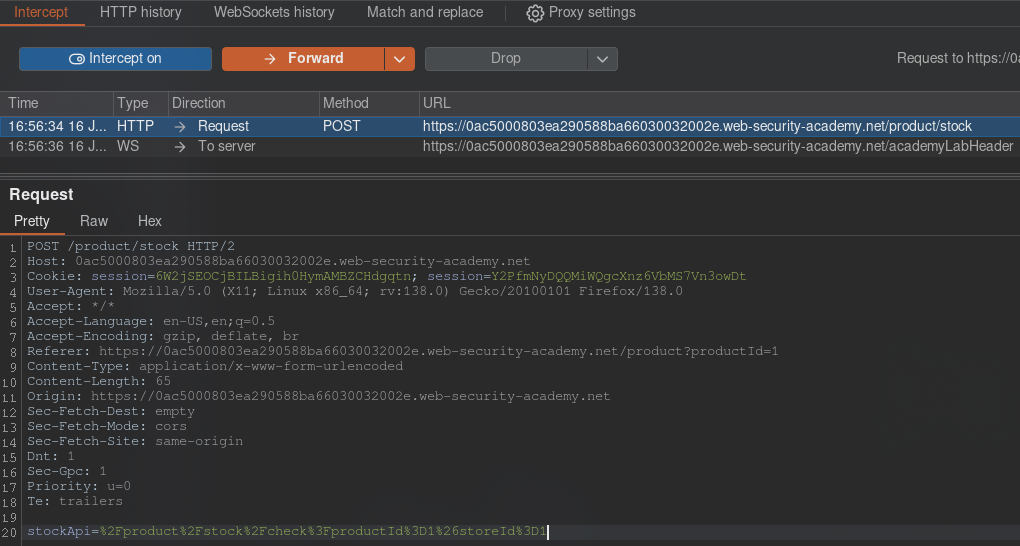 Intercept HTTP history WebSockets history Match and replace Proxy settings
Intercept on Forward Drop Request to https://0a
Time Type Direction Method URL
16:56:34 16 J... HTTP Request POST https://0ac5000803ea290588ba66030032002e.web-security-academy.net/product/stock
16:56:36 16 J... WS To server https://0ac5000803ea290588ba66030032002e.web-security-academy.net/academyLabHeader
Request
Pretty Raw Hex
1 POST /product/stock HTTP/2
2 Host: 0ac5000803ea290588ba66030032002e.web-security-academy.net
3 Cookie: session=6W2jSEOCjBILBigih0HymAMBZCHdgqtn; session=Y2PfmNyDQQMiWQgcXnz6VbMS7Vn3owDt
4 User-Agent: Mozilla/5.0 (X11; Linux x86_64; rv:138.0) Gecko/20100101 Firefox/138.0
5 Accept: */*
6 Accept-Language: en-US,en;q=0.5
7 Accept-Encoding: gzip, deflate, br
8 Referer: https://0ac5000803ea290588ba66030032002e.web-security-academy.net/product?productId=1
9 Content-Type: application/x-www-form-urlencoded
10 Content-Length: 65
11 Origin: https://0ac5000803ea290588ba66030032002e.web-security-academy.net
12 Sec-Fetch-Dest: empty
13 Sec-Fetch-Mode: cors
14 Sec-Fetch-Site: same-origin
15 Dnt: 1
16 Sec-Gpc: 1
17 Priority: u=0
18 Te: trailers
19
20 stockApi=%2Fproduct%2Fstock%2Fcheck%3FproductId%3D1%26storeId%3D1